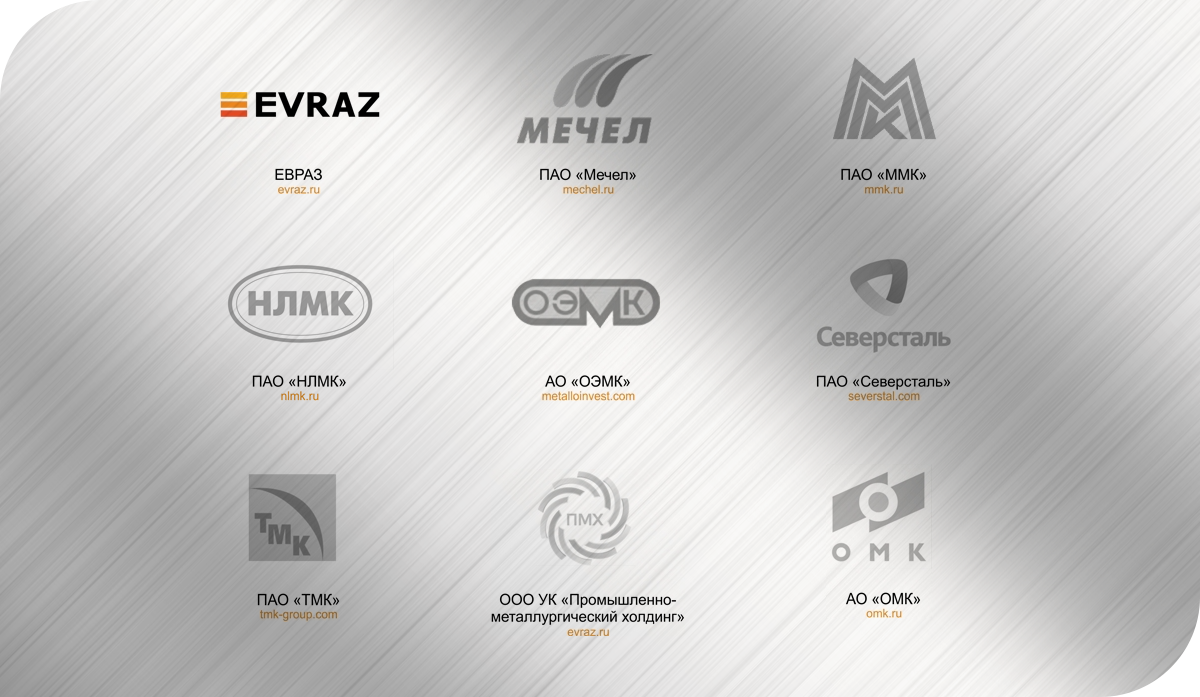 EVRAZ
ЕВРАЗ
evraz.ru
МЕЧЕЛ
ПАО «Мечел»
mechel.ru
ММК
ПАО «ММК»
mmk.ru
НЛМК
ПАО «НЛМК»
nlmk.ru
ОЭМК
АО «ОЭМК»
metalloinvest.com
Северсталь
ПАО «Северсталь»
severstal.com
ТМК
ПАО «ТМК»
tmk-group.com
ПМХ
ООО УК «Промышленно-
металлургический холдинг»
evraz.ru
ОМК
АО «ОМК»
omk.ru